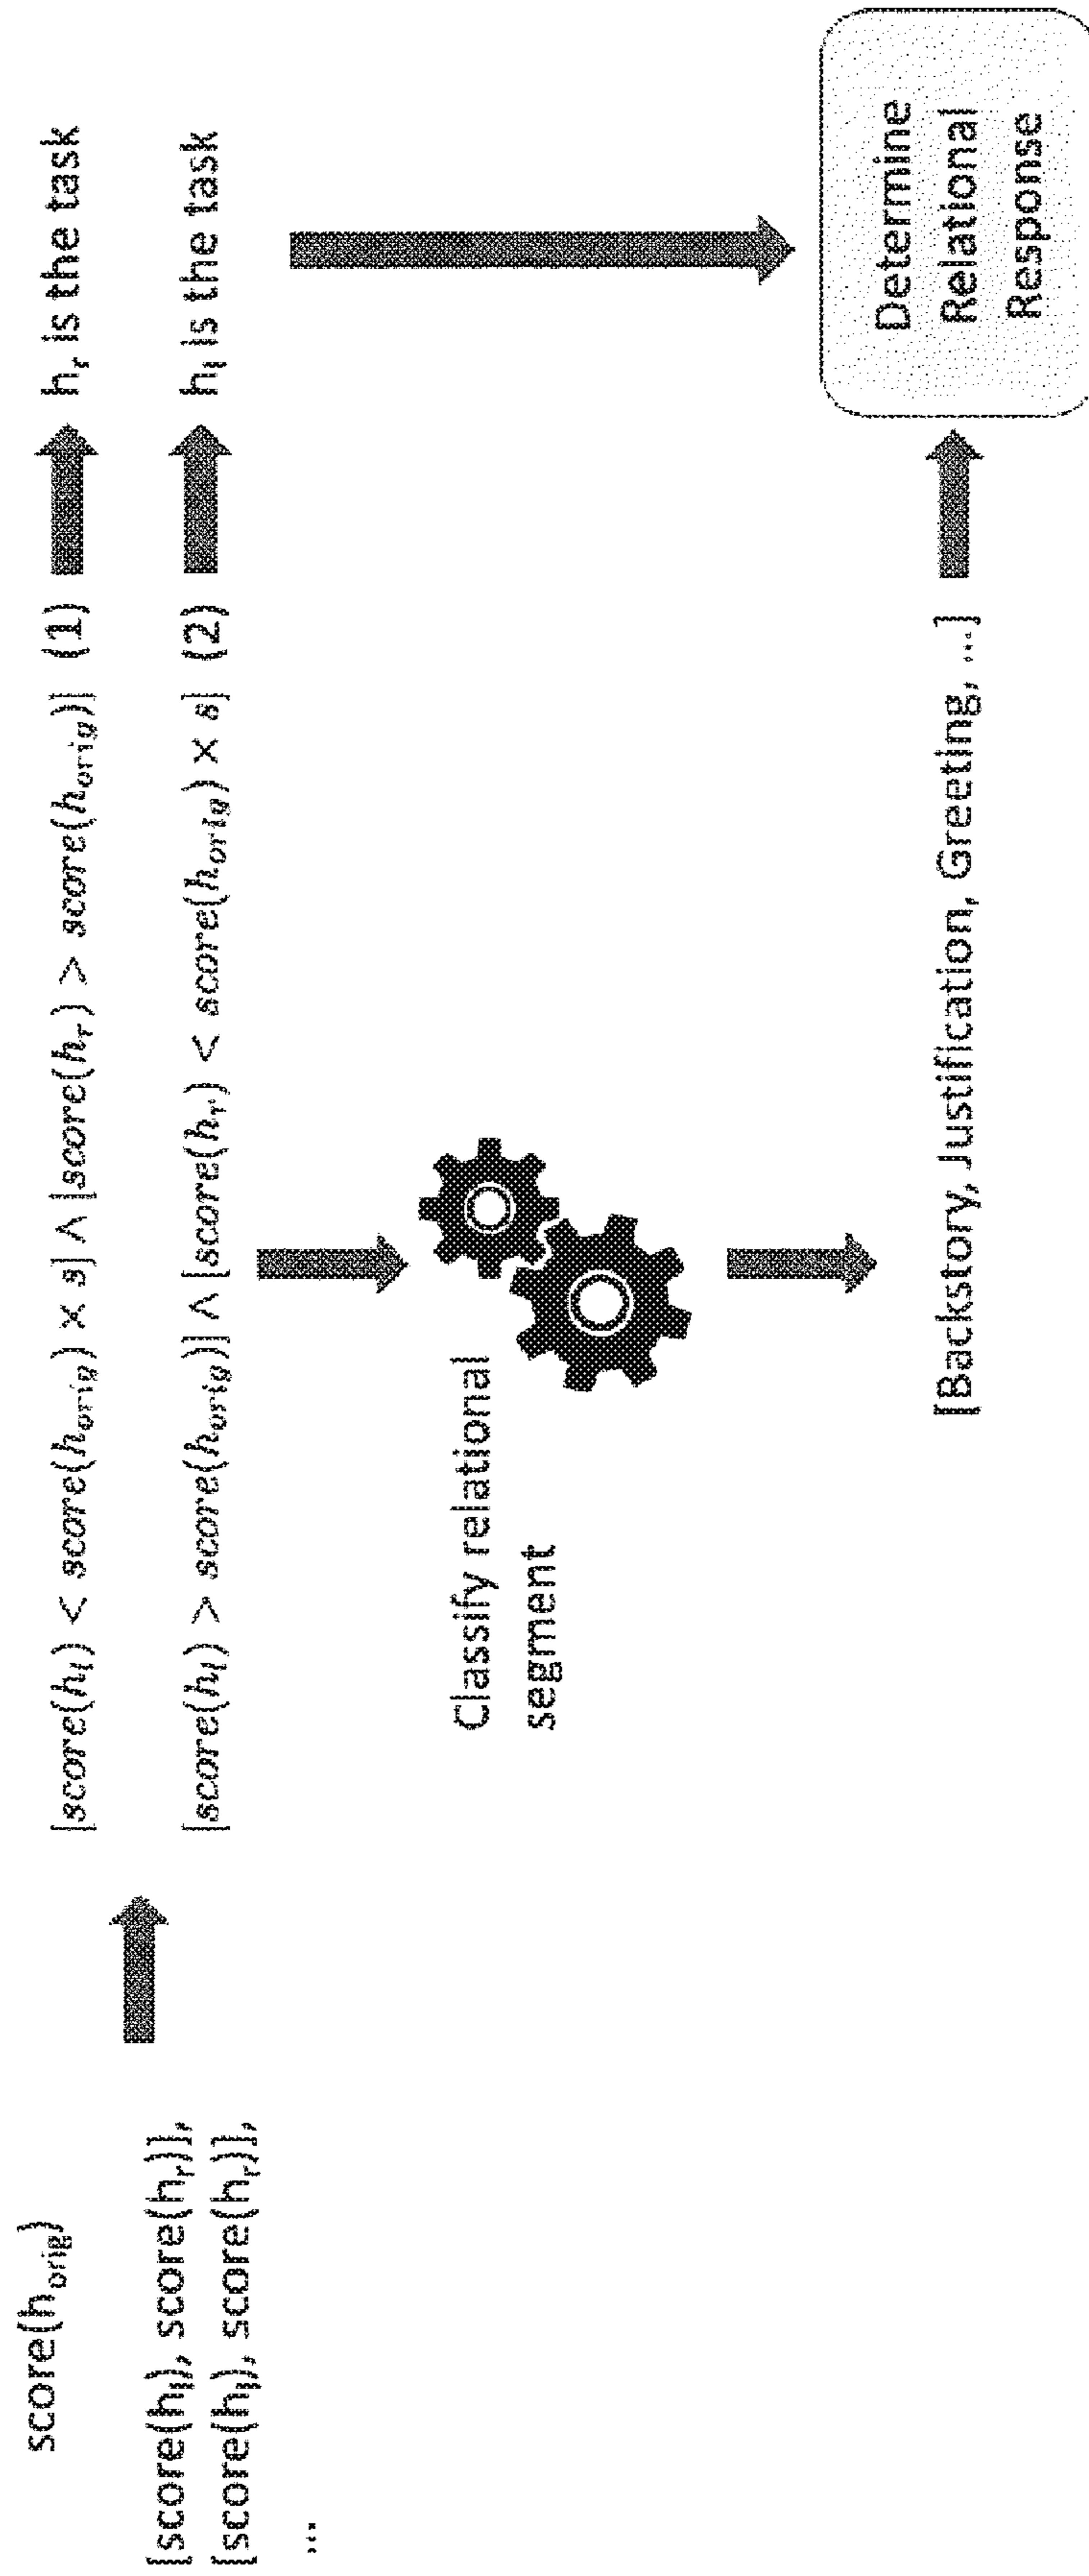 score(h_orig)
[score(h_l), score(h_r)],
[score(h_l), score(h_r)],
...
[score(h_l) < score(h_orig) × s] ∧ [score(h_r) > score(h_orig)] (1)
h_r is the task
[score(h_l) > score(h_orig)] ∧ [score(h_r) < score(h_orig) × s] (2)
h_l is the task
Classify relational
segment
[Backstory, Justification, Greeting, ...]
Determine
Relational
Response